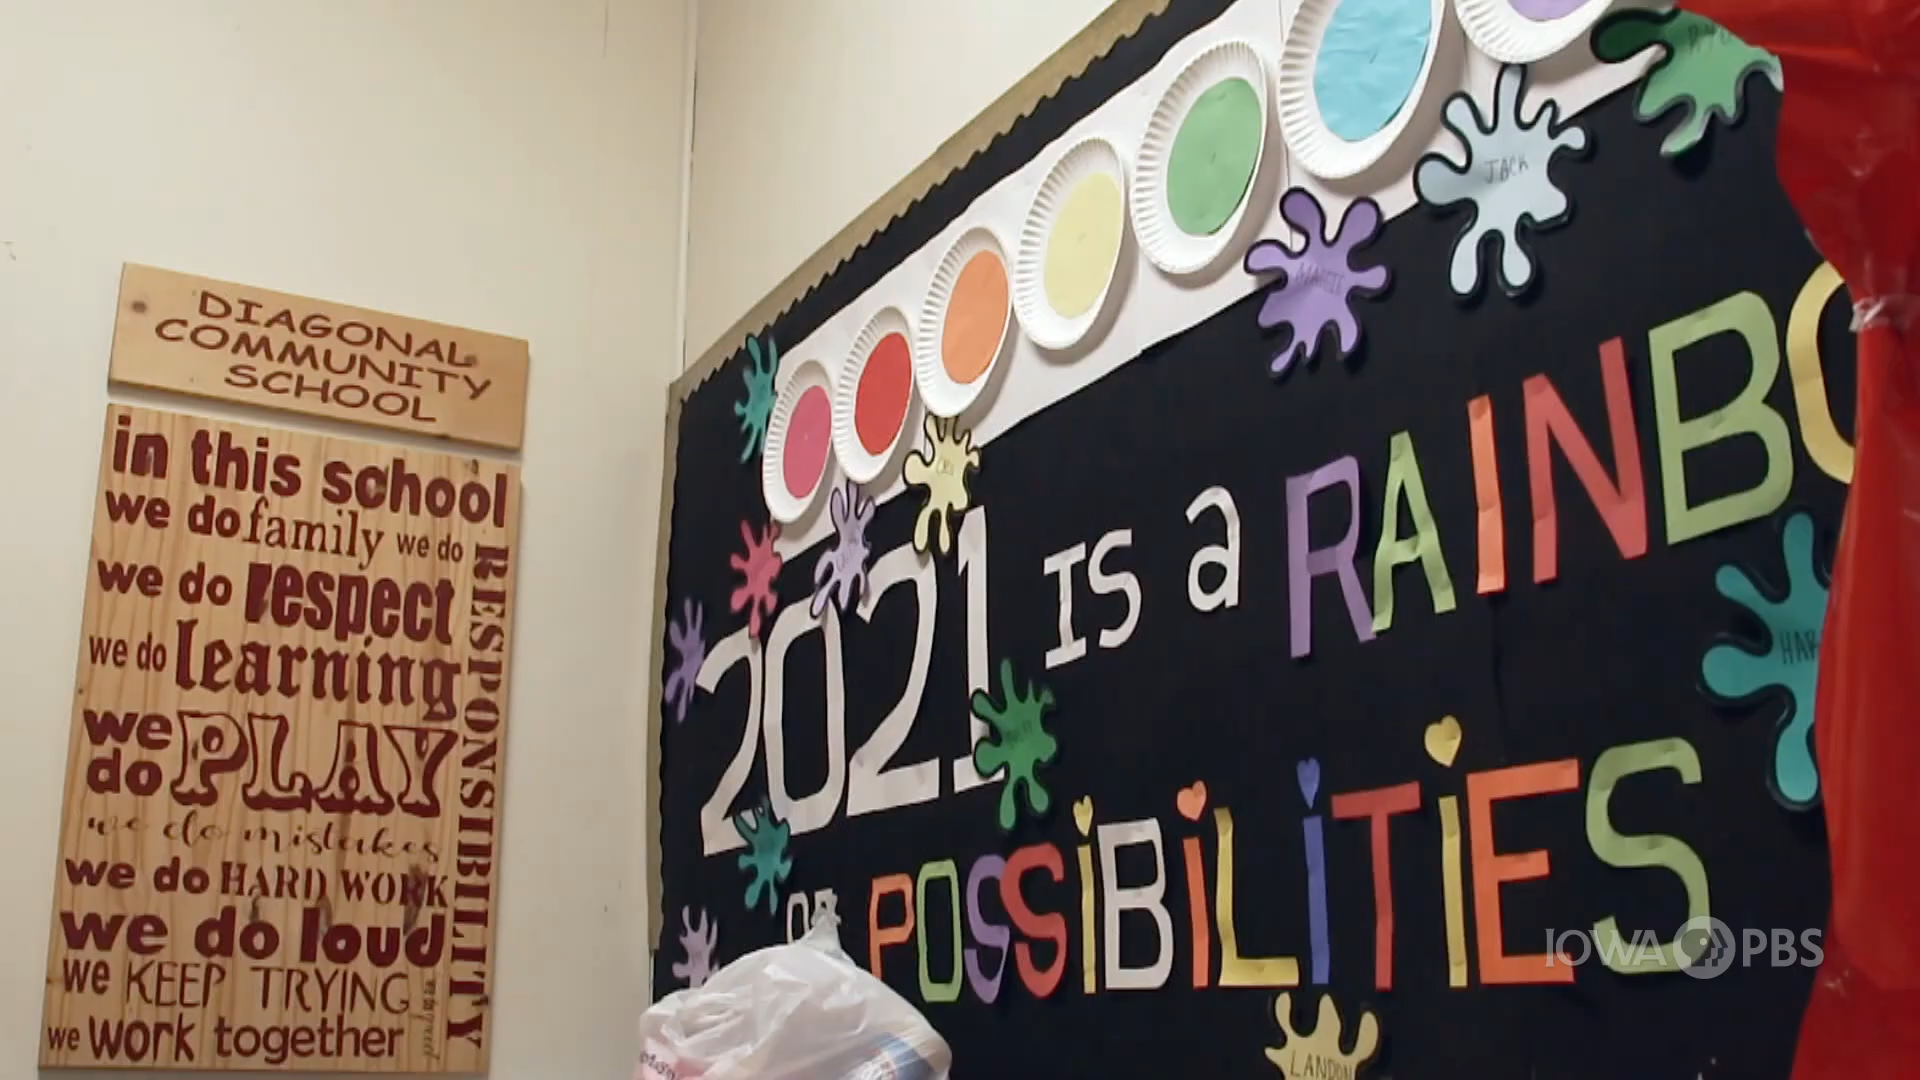 DIAGONAL
COMMUNITY
SCHOOL
in this school
we do family we do
RESPONSIBILITY
we do respect
we do learning
we do PLAY
we do mistakes
we do HARD WORK
we do loud
we KEEP TRYING
we work together
2021 is a RAINBO
OF POSSiBiLiTiES
JACK
HAR
LANDON
IOWA PBS